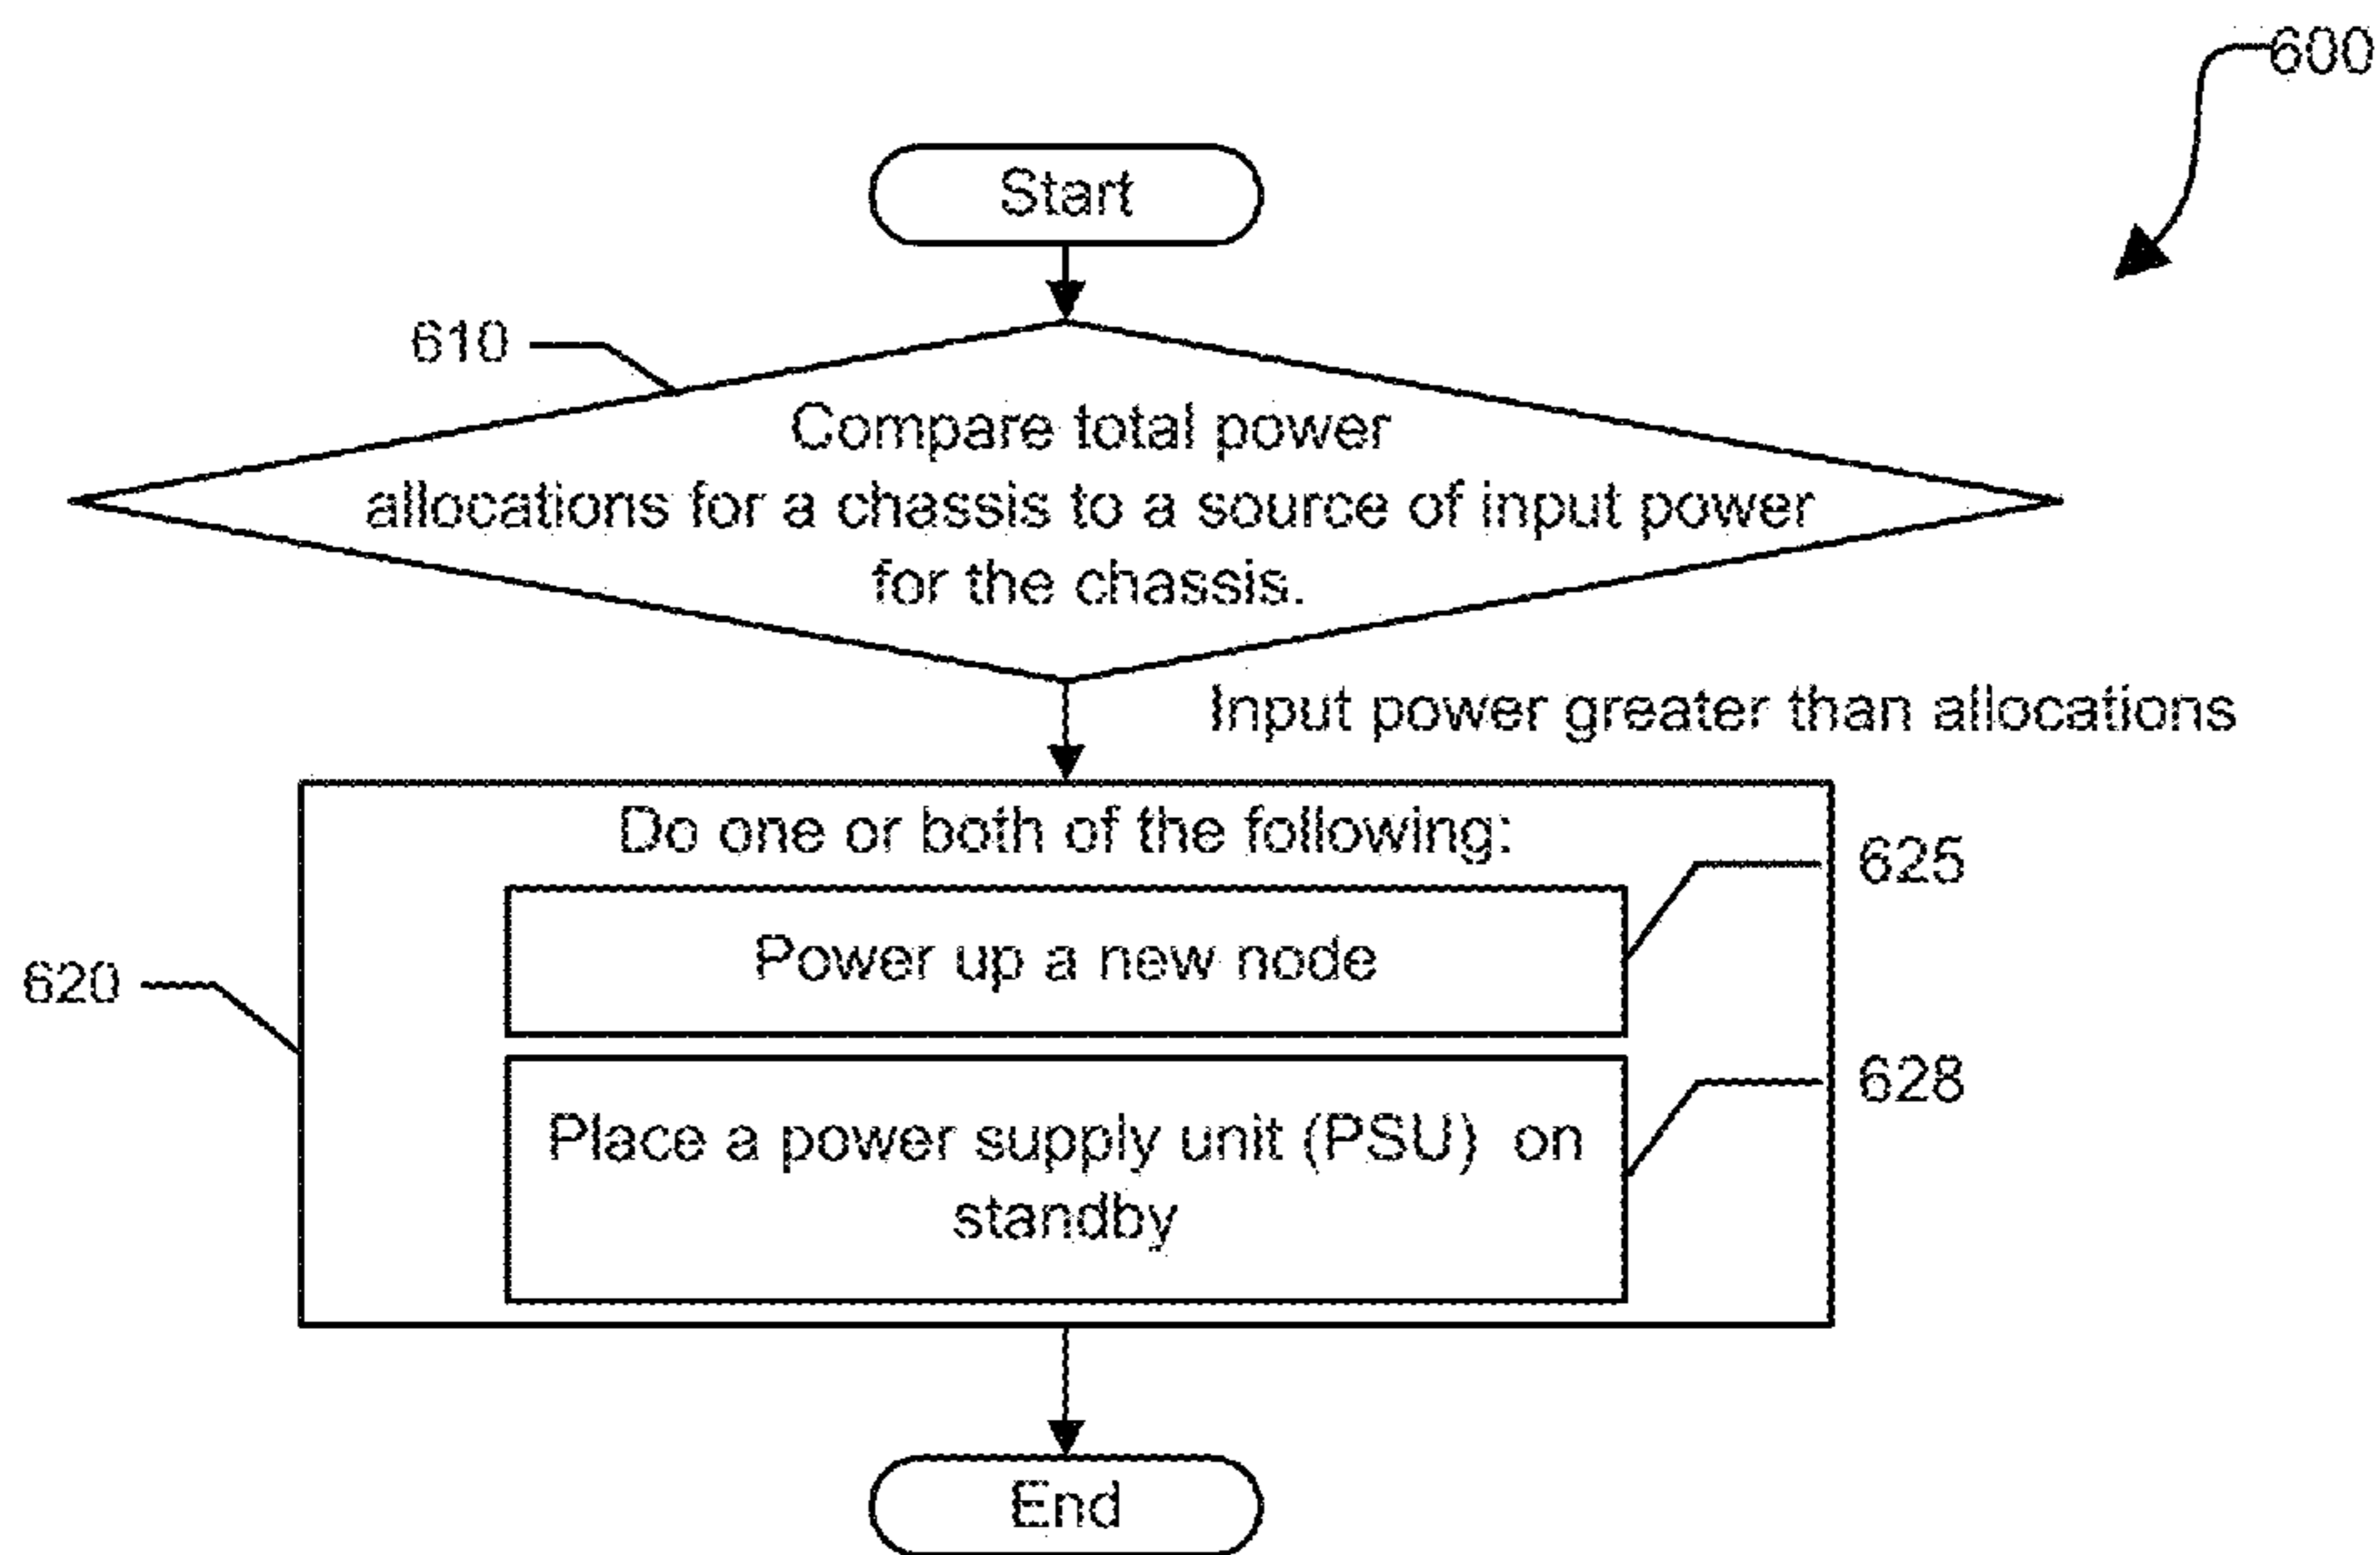 600
Start
610
Compare total power
allocations for a chassis to a source of input power
for the chassis.
Input power greater than allocations
Do one or both of the following:
625
Power up a new node
620
628
Place a power supply unit (PSU) on
standby
End